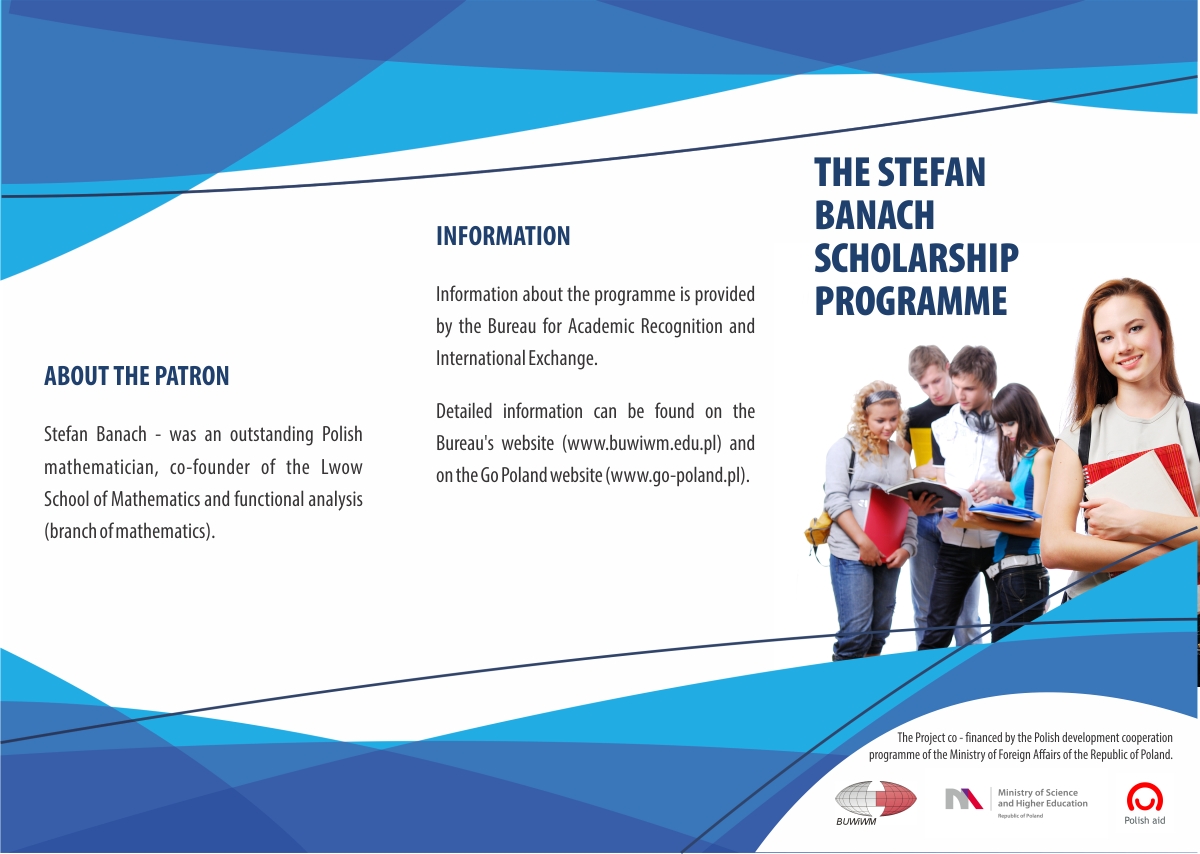 ABOUT THE PATRON
Stefan Banach - was an outstanding Polish
mathematician, co-founder of the Lwow
School of Mathematics and functional analysis
(branch of mathematics).
INFORMATION
Information about the programme is provided
by the Bureau for Academic Recognition and
International Exchange.
Detailed information can be found on the
Bureau's website (www.buwiwm.edu.pl) and
on the Go Poland website (www.go-poland.pl).
THE STEFAN
BANACH
SCHOLARSHIP
PROGRAMME
The Project co - financed by the Polish development cooperation
programme of the Ministry of Foreign Affairs of the Republic of Poland.
BUWiWM
Ministry of Science
and Higher Education
Republic of Poland
Polish aid